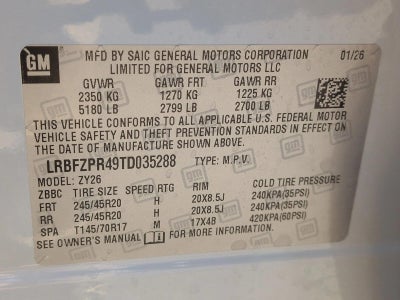 GM
MFD BY SAIC GENERAL MOTORS CORPORATION 01/26
LIMITED FOR GENERAL MOTORS LLC
GVWR GAWR FRT GAWR RR
2350 KG 1270 KG 1225 KG
5180 LB 2799 LB 2700 LB
THIS VEHICLE CONFORMS TO ALL APPLICABLE U.S. FEDERAL MOTOR
VEHICLE SAFETY AND THEFT PREVENTION STANDARDS IN EFFECT ON
THE DATE OF MANUFACTURE ABOVE SHOWN
LRBFZPR49TD035288 TYPE: M.P.V.
MODEL: ZY26
ZBBC TIRE SIZE SPEED RTG RIM COLD TIRE PRESSURE
FRT 245/45R20 H 20X8.5J 240KPA(35PSI)
RR 245/45R20 H 20X8.5J 240KPA(35PSI)
SPA T145/70R17 M 17X4B 420KPA(60PSI)
SEE OWNER'S MANUAL FOR MORE INFORMATION